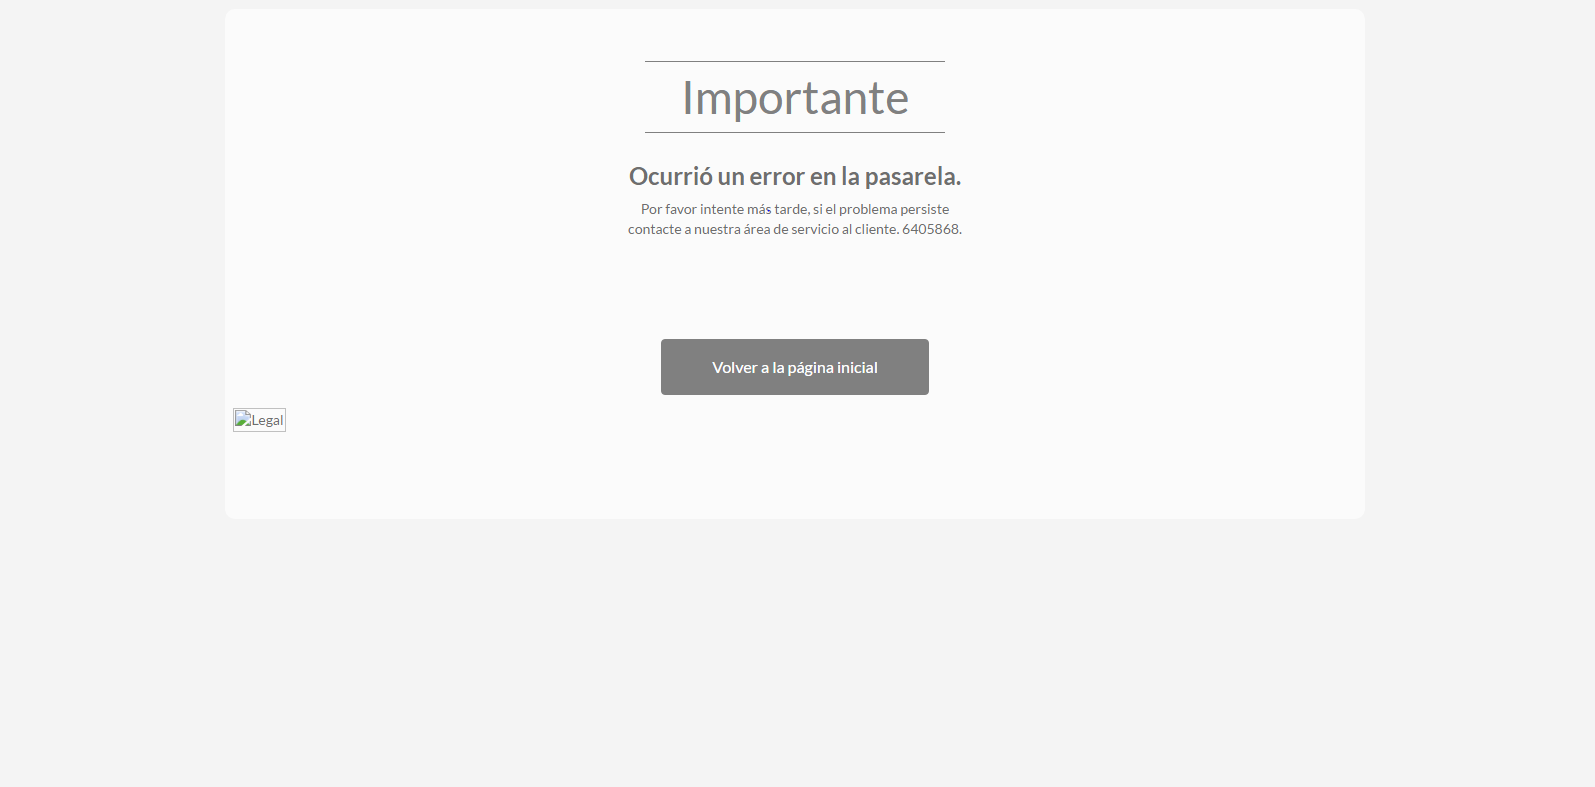 Importante
Ocurrió un error en la pasarela.
Por favor intente más tarde, si el problema persiste
contacte a nuestra área de servicio al cliente. 6405868.
Volver a la página inicial
Legal